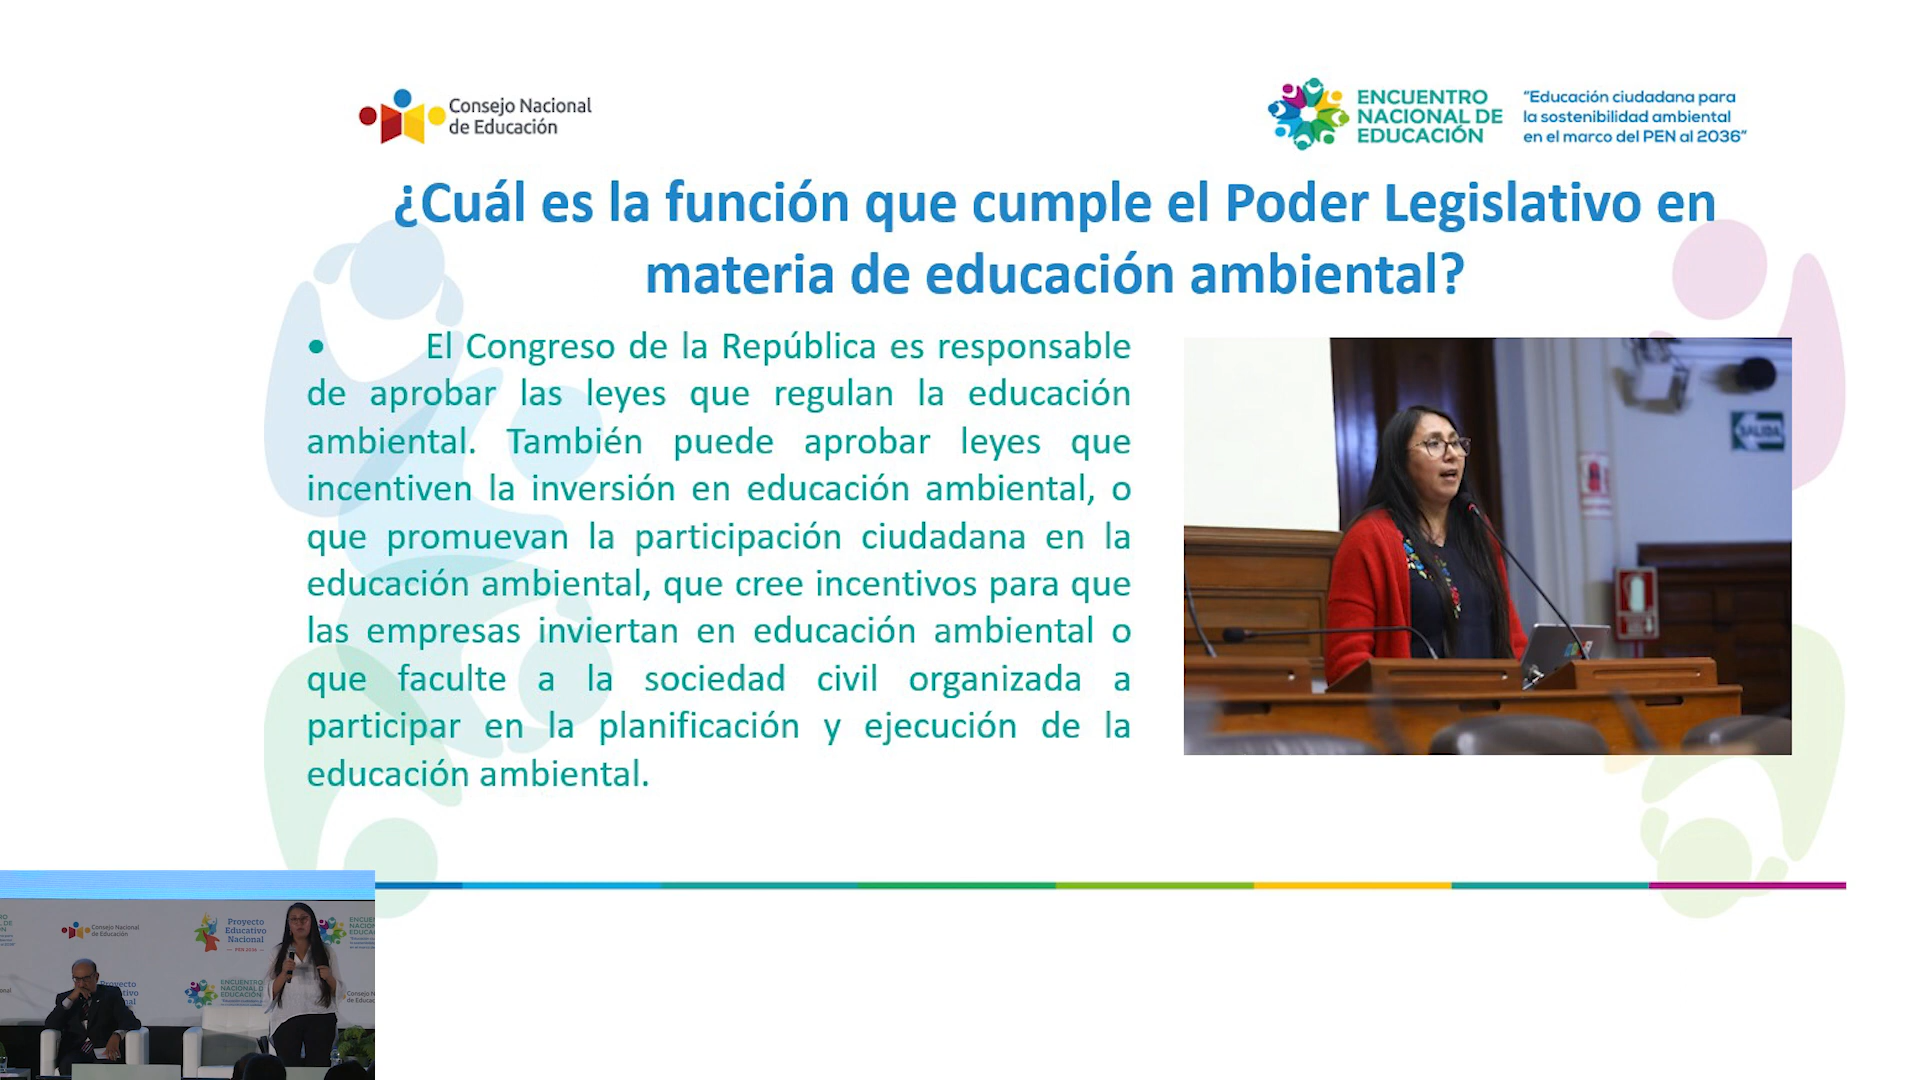 Consejo Nacional
de Educación
ENCUENTRO
NACIONAL DE
EDUCACIÓN
“Educación ciudadana para
la sostenibilidad ambiental
en el marco del PEN al 2036”
¿Cuál es la función que cumple el Poder Legislativo en
materia de educación ambiental?
• El Congreso de la República es responsable
de aprobar las leyes que regulan la educación
ambiental. También puede aprobar leyes que
incentiven la inversión en educación ambiental, o
que promuevan la participación ciudadana en la
educación ambiental, que cree incentivos para que
las empresas inviertan en educación ambiental o
que faculte a la sociedad civil organizada a
participar en la planificación y ejecución de la
educación ambiental.
SALIDA
Consejo Nacional
de Educación
Proyecto
Educativo
Nacional
PEN 2036
ENCUENTRO
NACIONAL D
EDUCACIÓN